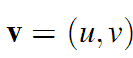 v = (u, v)